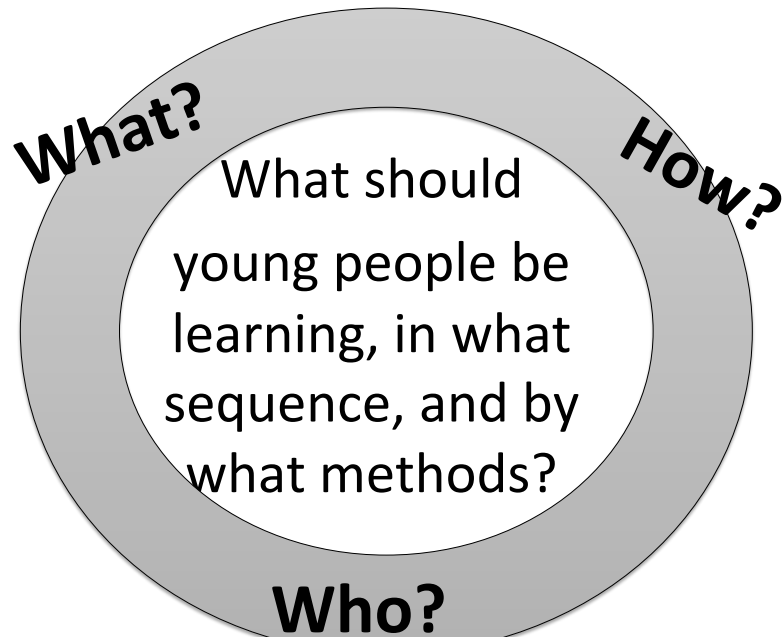 What?
How?
What should
young people be
learning, in what
sequence, and by
what methods?
Who?